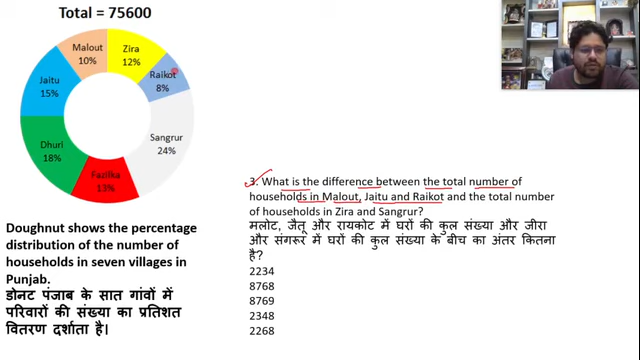 Total = 75600
Malout
10%
Zira
12%
Raikot
8%
Jaitu
15%
Sangrur
24%
Dhuri
18%
Fazilka
13%
Doughnut shows the percentage
distribution of the number of
households in seven villages in
Punjab.
डोनट पंजाब के सात गांवों में
परिवारों की संख्या का प्रतिशत
वितरण दर्शाता है।
3. What is the difference between the total number of
households in Malout, Jaitu and Raikot and the total number
of households in Zira and Sangrur?
मलोट, जैतू और रायकोट में घरों की कुल संख्या और जीरा
और संगरूर में घरों की कुल संख्या के बीच का अंतर कितना
है?
2234
8768
8769
2348
2268